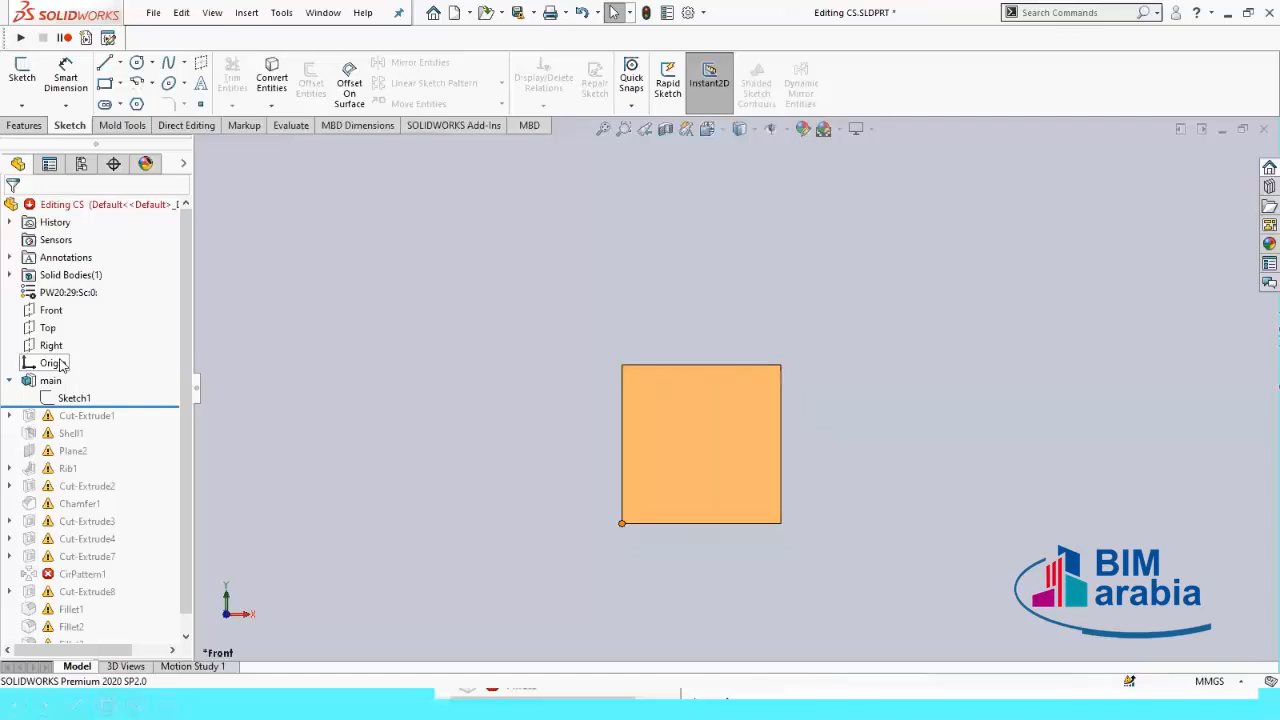 SOLIDWORKS
File Edit View Insert Tools Window Help
Editing CS.SLDPRT *
Search Commands
?
Sketch
Smart Dimension
Trim Entities
Convert Entities
Offset Entities
Offset On Surface
Mirror Entities
Linear Sketch Pattern
Move Entities
Display/Delete Relations
Repair Sketch
Quick Snaps
Rapid Sketch
Instant2D
Shaded Sketch Contours
Dynamic Mirror Entities
Features Sketch Mold Tools Direct Editing Markup Evaluate MBD Dimensions SOLIDWORKS Add-Ins MBD
Editing CS (Default<<Default>_D
History
Sensors
Annotations
Solid Bodies(1)
PW20:29:Sc:0:
Front
Top
Right
main
Sketch1
Cut-Extrude1
Shell1
Plane2
Rib1
Cut-Extrude2
Chamfer1
Cut-Extrude3
Cut-Extrude4
Cut-Extrude7
CirPattern1
Cut-Extrude8
Fillet1
Fillet2
Y
X
*Front
BIM
arabia
Model 3D Views Motion Study 1
SOLIDWORKS Premium 2020 SP2.0
MMGS